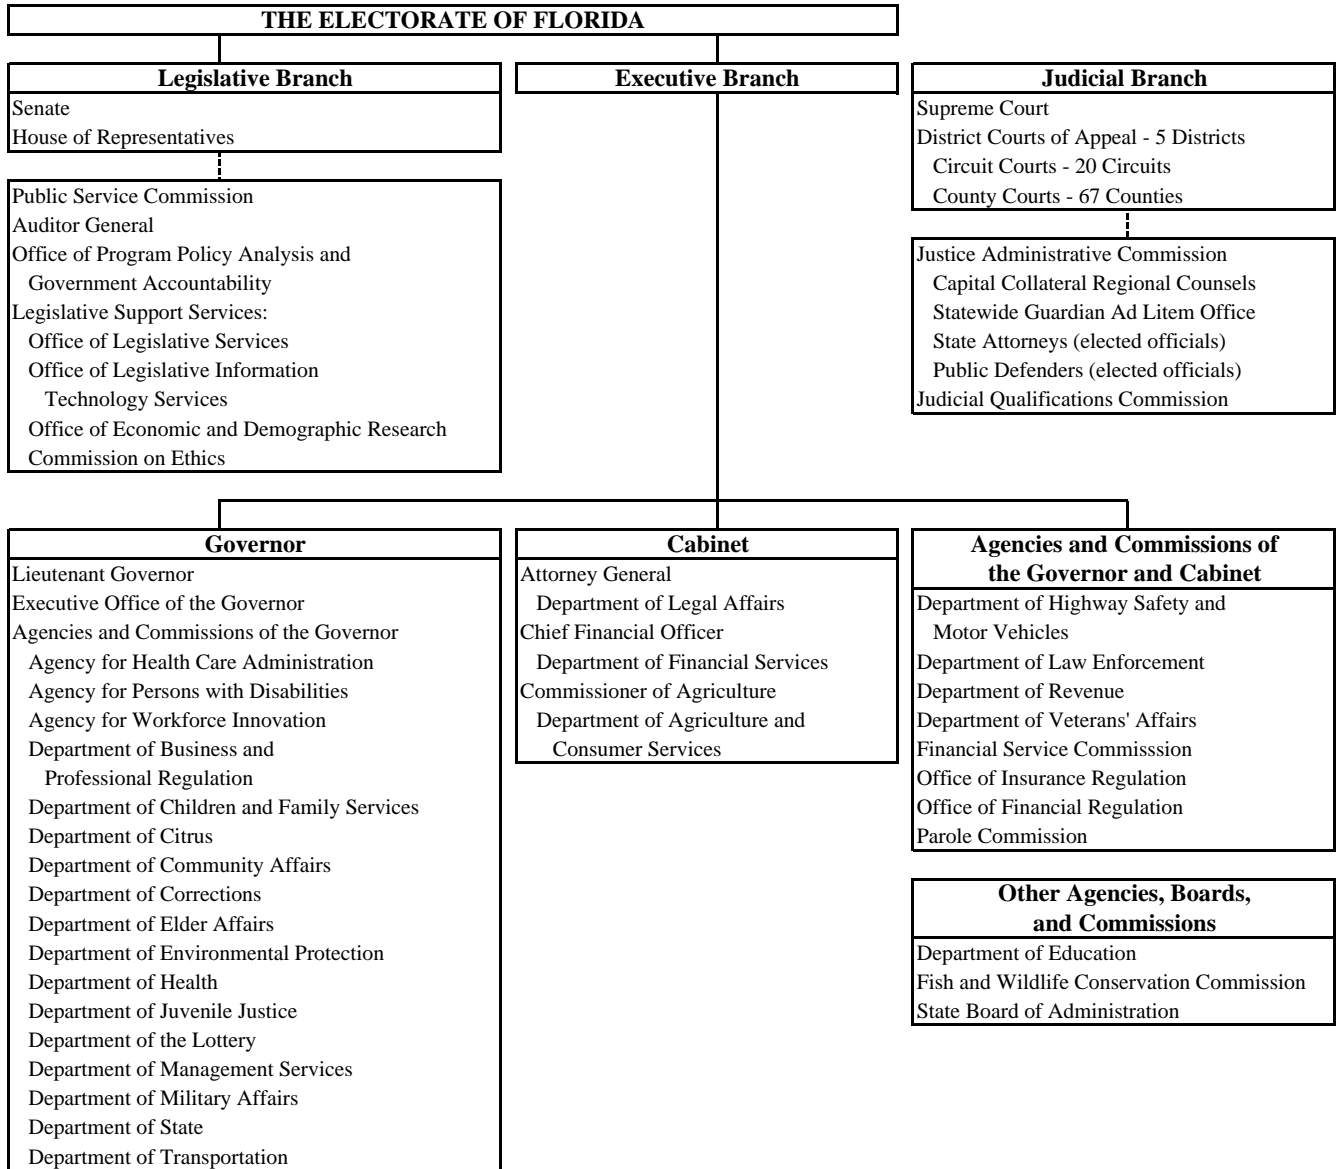 THE ELECTORATE OF FLORIDA
Legislative Branch
Senate
House of Representatives
Public Service Commission
Auditor General
Office of Program Policy Analysis and
Government Accountability
Legislative Support Services:
Office of Legislative Services
Office of Legislative Information
Technology Services
Office of Economic and Demographic Research
Commission on Ethics
Executive Branch
Judicial Branch
Supreme Court
District Courts of Appeal - 5 Districts
Circuit Courts - 20 Circuits
County Courts - 67 Counties
Justice Administrative Commission
Capital Collateral Regional Counsels
Statewide Guardian Ad Litem Office
State Attorneys (elected officials)
Public Defenders (elected officials)
Judicial Qualifications Commission
Governor
Lieutenant Governor
Executive Office of the Governor
Agencies and Commissions of the Governor
Agency for Health Care Administration
Agency for Persons with Disabilities
Agency for Workforce Innovation
Department of Business and
Professional Regulation
Department of Children and Family Services
Department of Citrus
Department of Community Affairs
Department of Corrections
Department of Elder Affairs
Department of Environmental Protection
Department of Health
Department of Juvenile Justice
Department of the Lottery
Department of Management Services
Department of Military Affairs
Department of State
Department of Transportation
Cabinet
Attorney General
Department of Legal Affairs
Chief Financial Officer
Department of Financial Services
Commissioner of Agriculture
Department of Agriculture and
Consumer Services
Agencies and Commissions of
the Governor and Cabinet
Department of Highway Safety and
Motor Vehicles
Department of Law Enforcement
Department of Revenue
Department of Veterans' Affairs
Financial Service Commisssion
Office of Insurance Regulation
Office of Financial Regulation
Parole Commission
Other Agencies, Boards,
and Commissions
Department of Education
Fish and Wildlife Conservation Commission
State Board of Administration